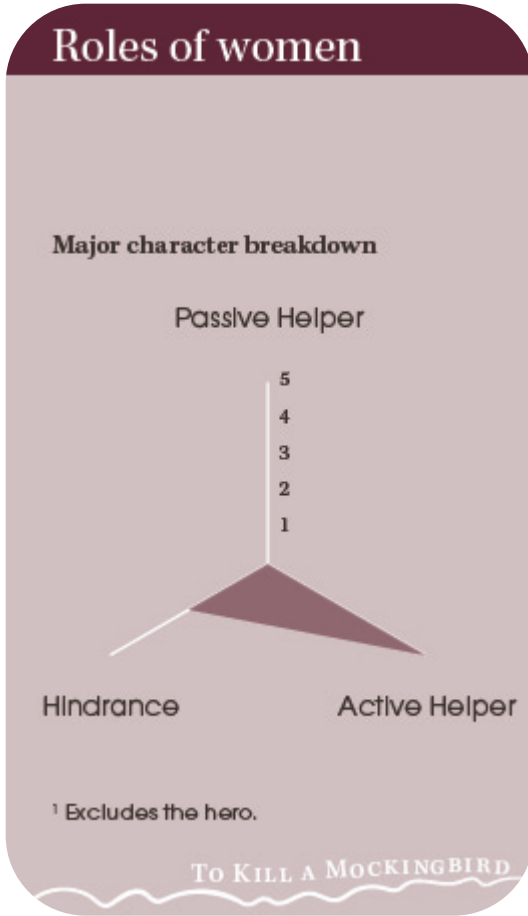 Roles of women
Major character breakdown
Passive Helper
5
4
3
2
1
Hindrance
Active Helper
¹ Excludes the hero.
TO KILL A MOCKINGBIRD